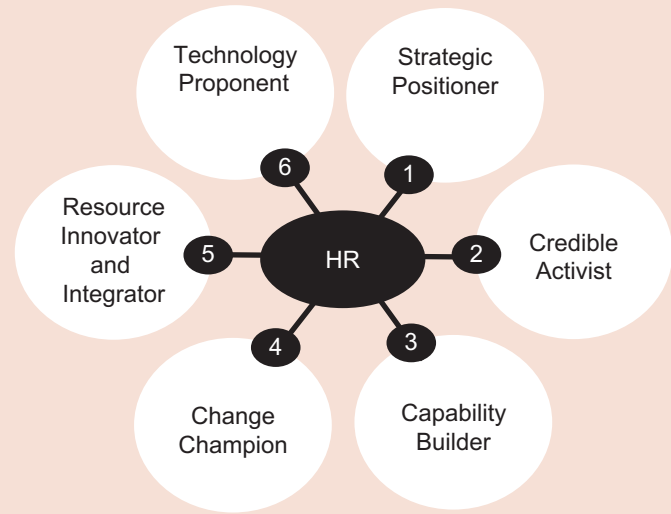 Technology
Proponent
Strategic
Positioner
6
1
Resource
Innovator
and
Integrator
5
HR
2
Credible
Activist
4
3
Change
Champion
Capability
Builder